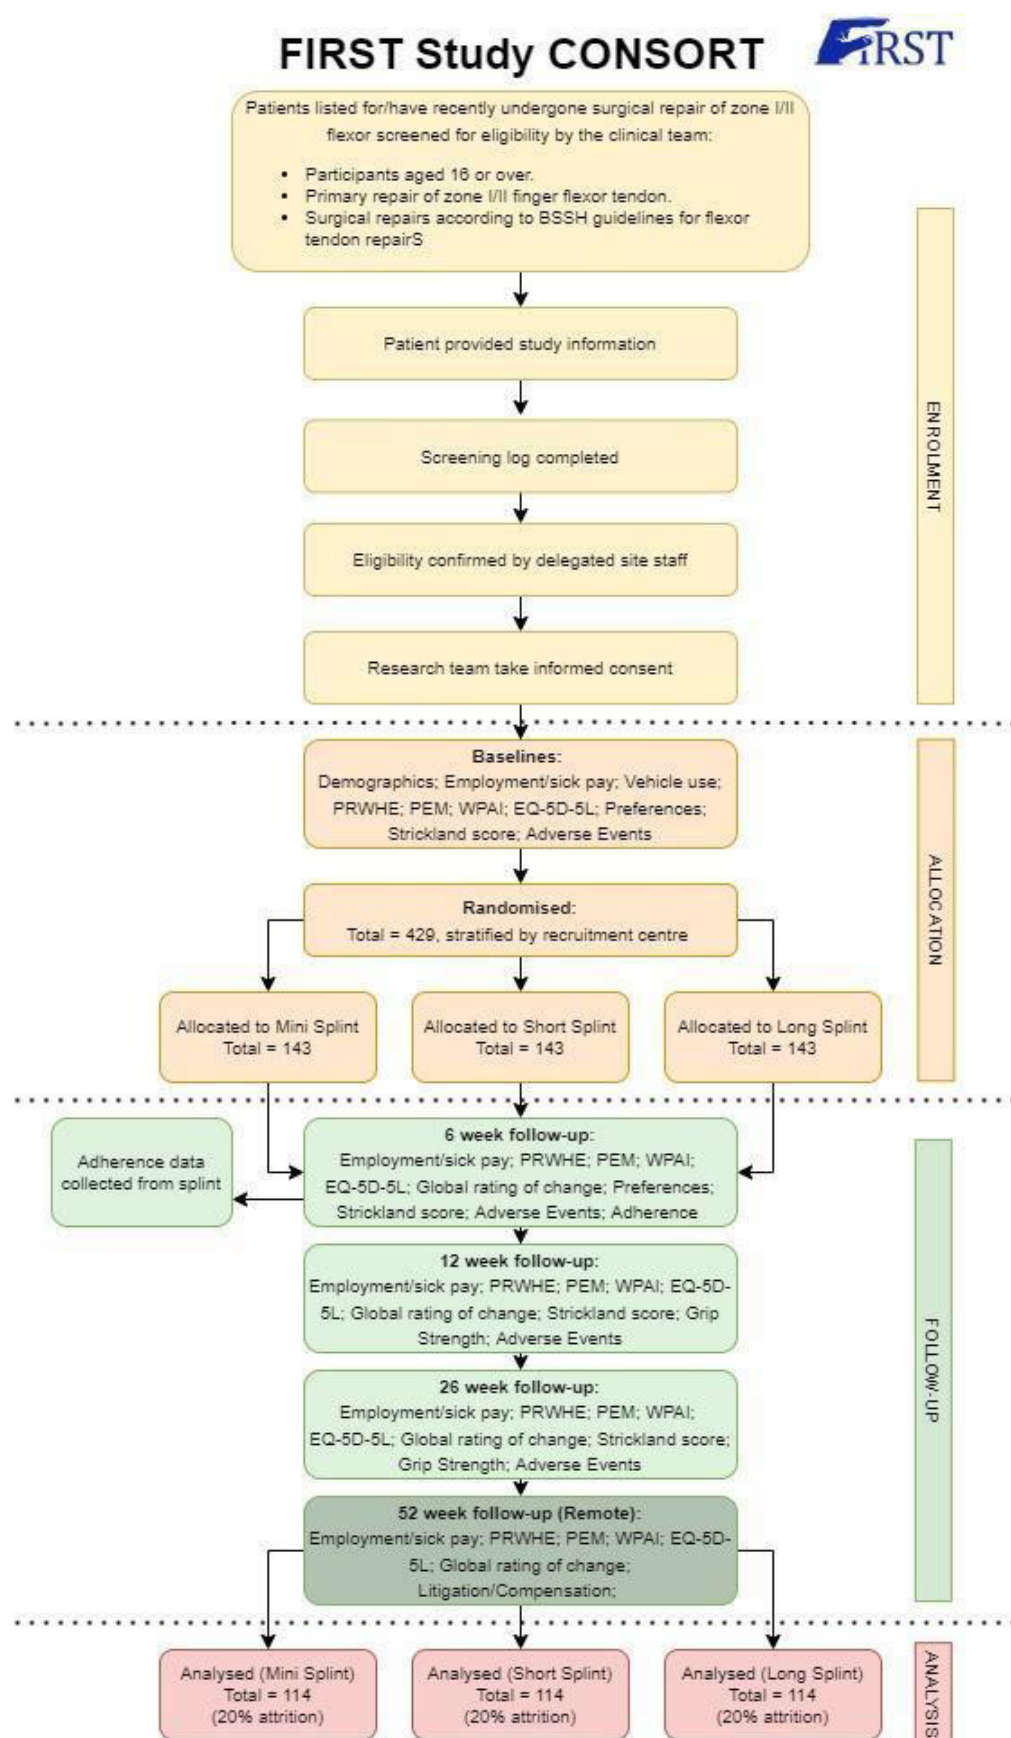 FIRST Study CONSORT
FIRST
Patients listed for/have recently undergone surgical repair of zone I/II
flexor screened for eligibility by the clinical team:
• Participants aged 16 or over.
• Primary repair of zone I/II finger flexor tendon.
• Surgical repairs according to BSSH guidelines for flexor
tendon repairS
Patient provided study information
Screening log completed
Eligibility confirmed by delegated site staff
Research team take informed consent
ENROLMENT
Baselines:
Demographics; Employment/sick pay; Vehicle use;
PRWHE; PEM; WPAI; EQ-5D-5L; Preferences;
Strickland score; Adverse Events
Randomised:
Total = 429, stratified by recruitment centre
Allocated to Mini Splint
Total = 143
Allocated to Short Splint
Total = 143
Allocated to Long Splint
Total = 143
ALLOCATION
6 week follow-up:
Employment/sick pay; PRWHE; PEM; WPAI;
EQ-5D-5L; Global rating of change; Preferences;
Strickland score; Adverse Events; Adherence
Adherence data
collected from splint
12 week follow-up:
Employment/sick pay; PRWHE; PEM; WPAI; EQ-5D-
5L; Global rating of change; Strickland score; Grip
Strength; Adverse Events
26 week follow-up:
Employment/sick pay; PRWHE; PEM; WPAI;
EQ-5D-5L; Global rating of change; Strickland score;
Grip Strength; Adverse Events
52 week follow-up (Remote):
Employment/sick pay; PRWHE; PEM; WPAI; EQ-5D-
5L; Global rating of change;
Litigation/Compensation;
FOLLOW-UP
Analysed (Mini Splint)
Total = 114
(20% attrition)
Analysed (Short Splint)
Total = 114
(20% attrition)
Analysed (Long Splint)
Total = 114
(20% attrition)
ANALYSIS